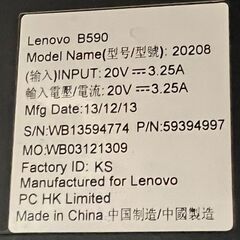 Lenovo B590
Model Name(型号/型號): 20208
(输入)INPUT: 20V⎓3.25A
輸入電壓/電流: 20V⎓3.25A
Mfg Date:13/12/13
S/N:WB13594774 P/N:59394997
MO:WB03121309
Factory ID: KS
Manufactured for Lenovo
PC HK Limited
Made in China 中国制造/中國製造